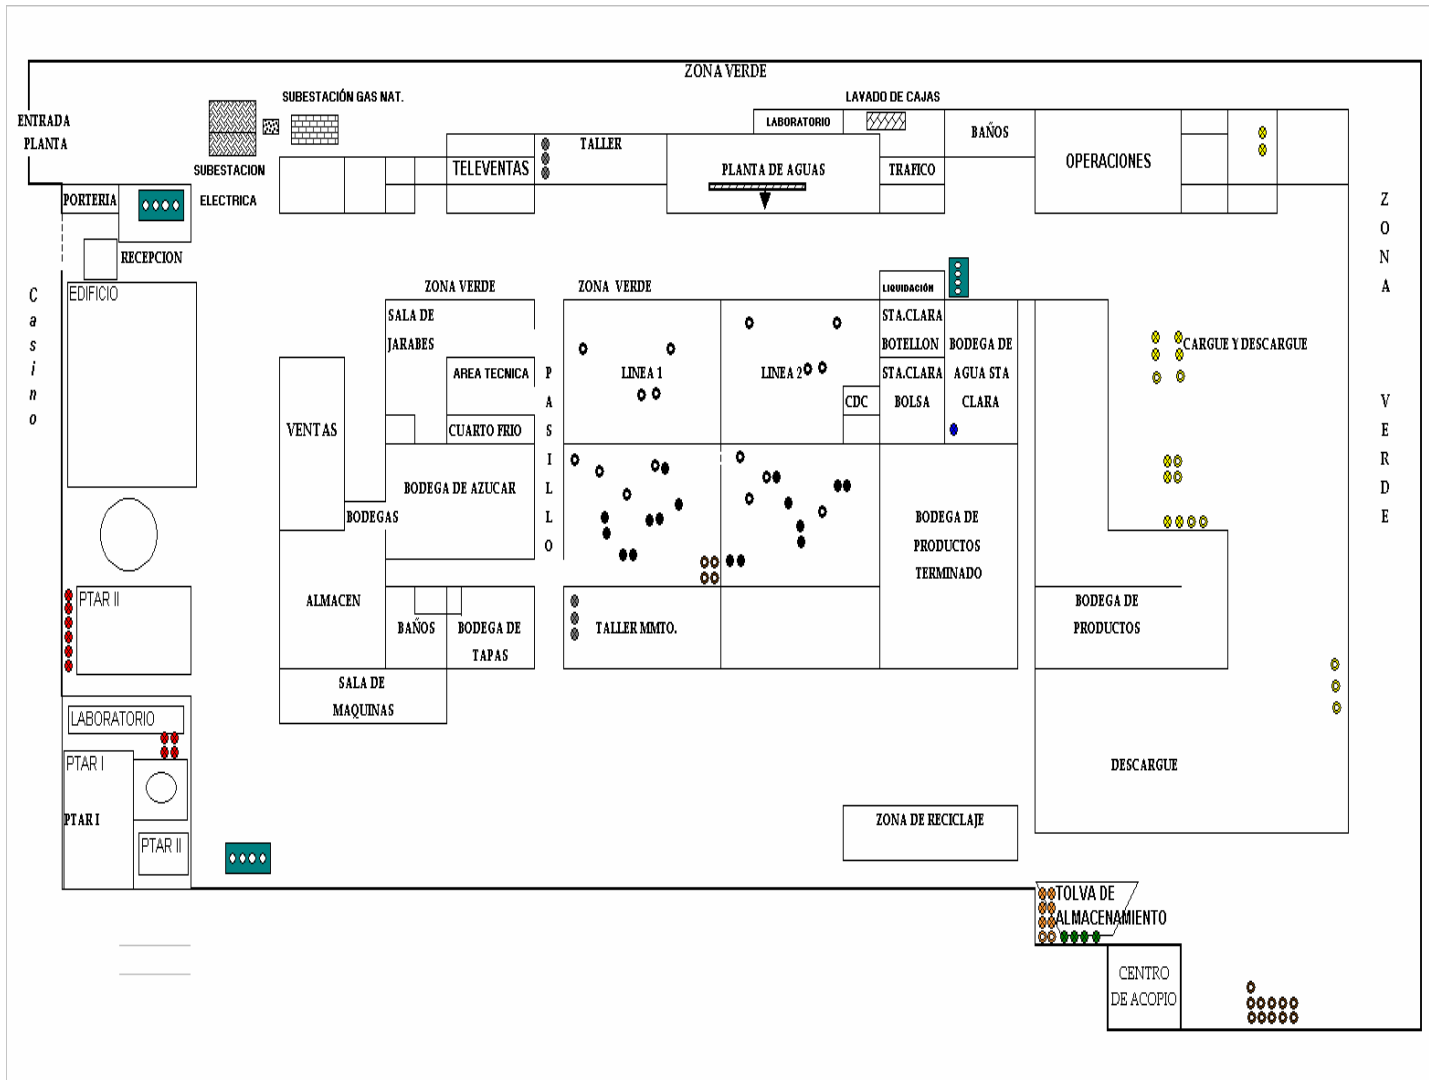 ZONA VERDE
SUBESTACIÓN GAS NAT.
LAVADO DE CAJAS
ENTRADA
PLANTA
LABORATORIO
BAÑOS
TALLER
OPERACIONES
SUBESTACION
ELECTRICA
TELEVENTAS
PLANTA DE AGUAS
TRAFICO
PORTERIA
RECEPCION
Z
O
N
A
V
E
R
D
E
C
a
s
i
n
o
EDIFICIO
ZONA VERDE
ZONA VERDE
LIQUIDACIÓN
SALA DE
JARABES
STA.CLARA
BOTELLON
BODEGA DE
AGUA STA
CLARA
CARGUE Y DESCARGUE
AREA TECNICA
P
A
S
I
L
L
O
LINEA 1
LINEA 2
STA.CLARA
BOLSA
CDC
VENTAS
CUARTO FRIO
BODEGA DE AZUCAR
BODEGAS
BODEGA DE
PRODUCTOS
TERMINADO
PTAR II
ALMACEN
BAÑOS
BODEGA DE
TAPAS
TALLER MMTO.
BODEGA DE
PRODUCTOS
SALA DE
MAQUINAS
LABORATORIO
PTAR I
PTAR I
PTAR II
DESCARGUE
ZONA DE RECICLAJE
TOLVA DE
ALMACENAMIENTO
CENTRO
DE ACOPIO